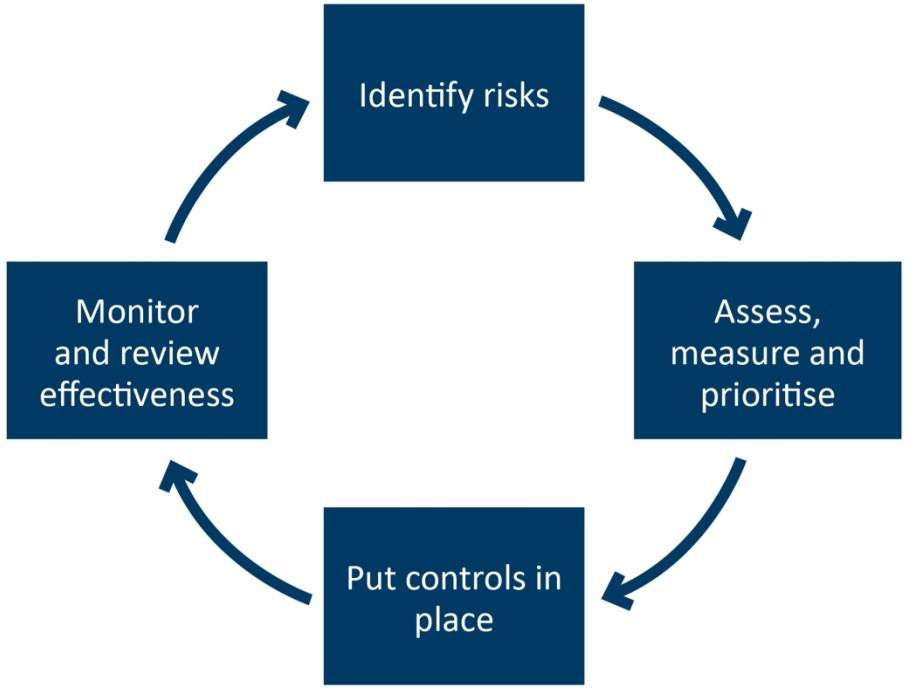 Identify risks
Assess,
measure and
prioritise
Put controls in
place
Monitor
and review
effectiveness